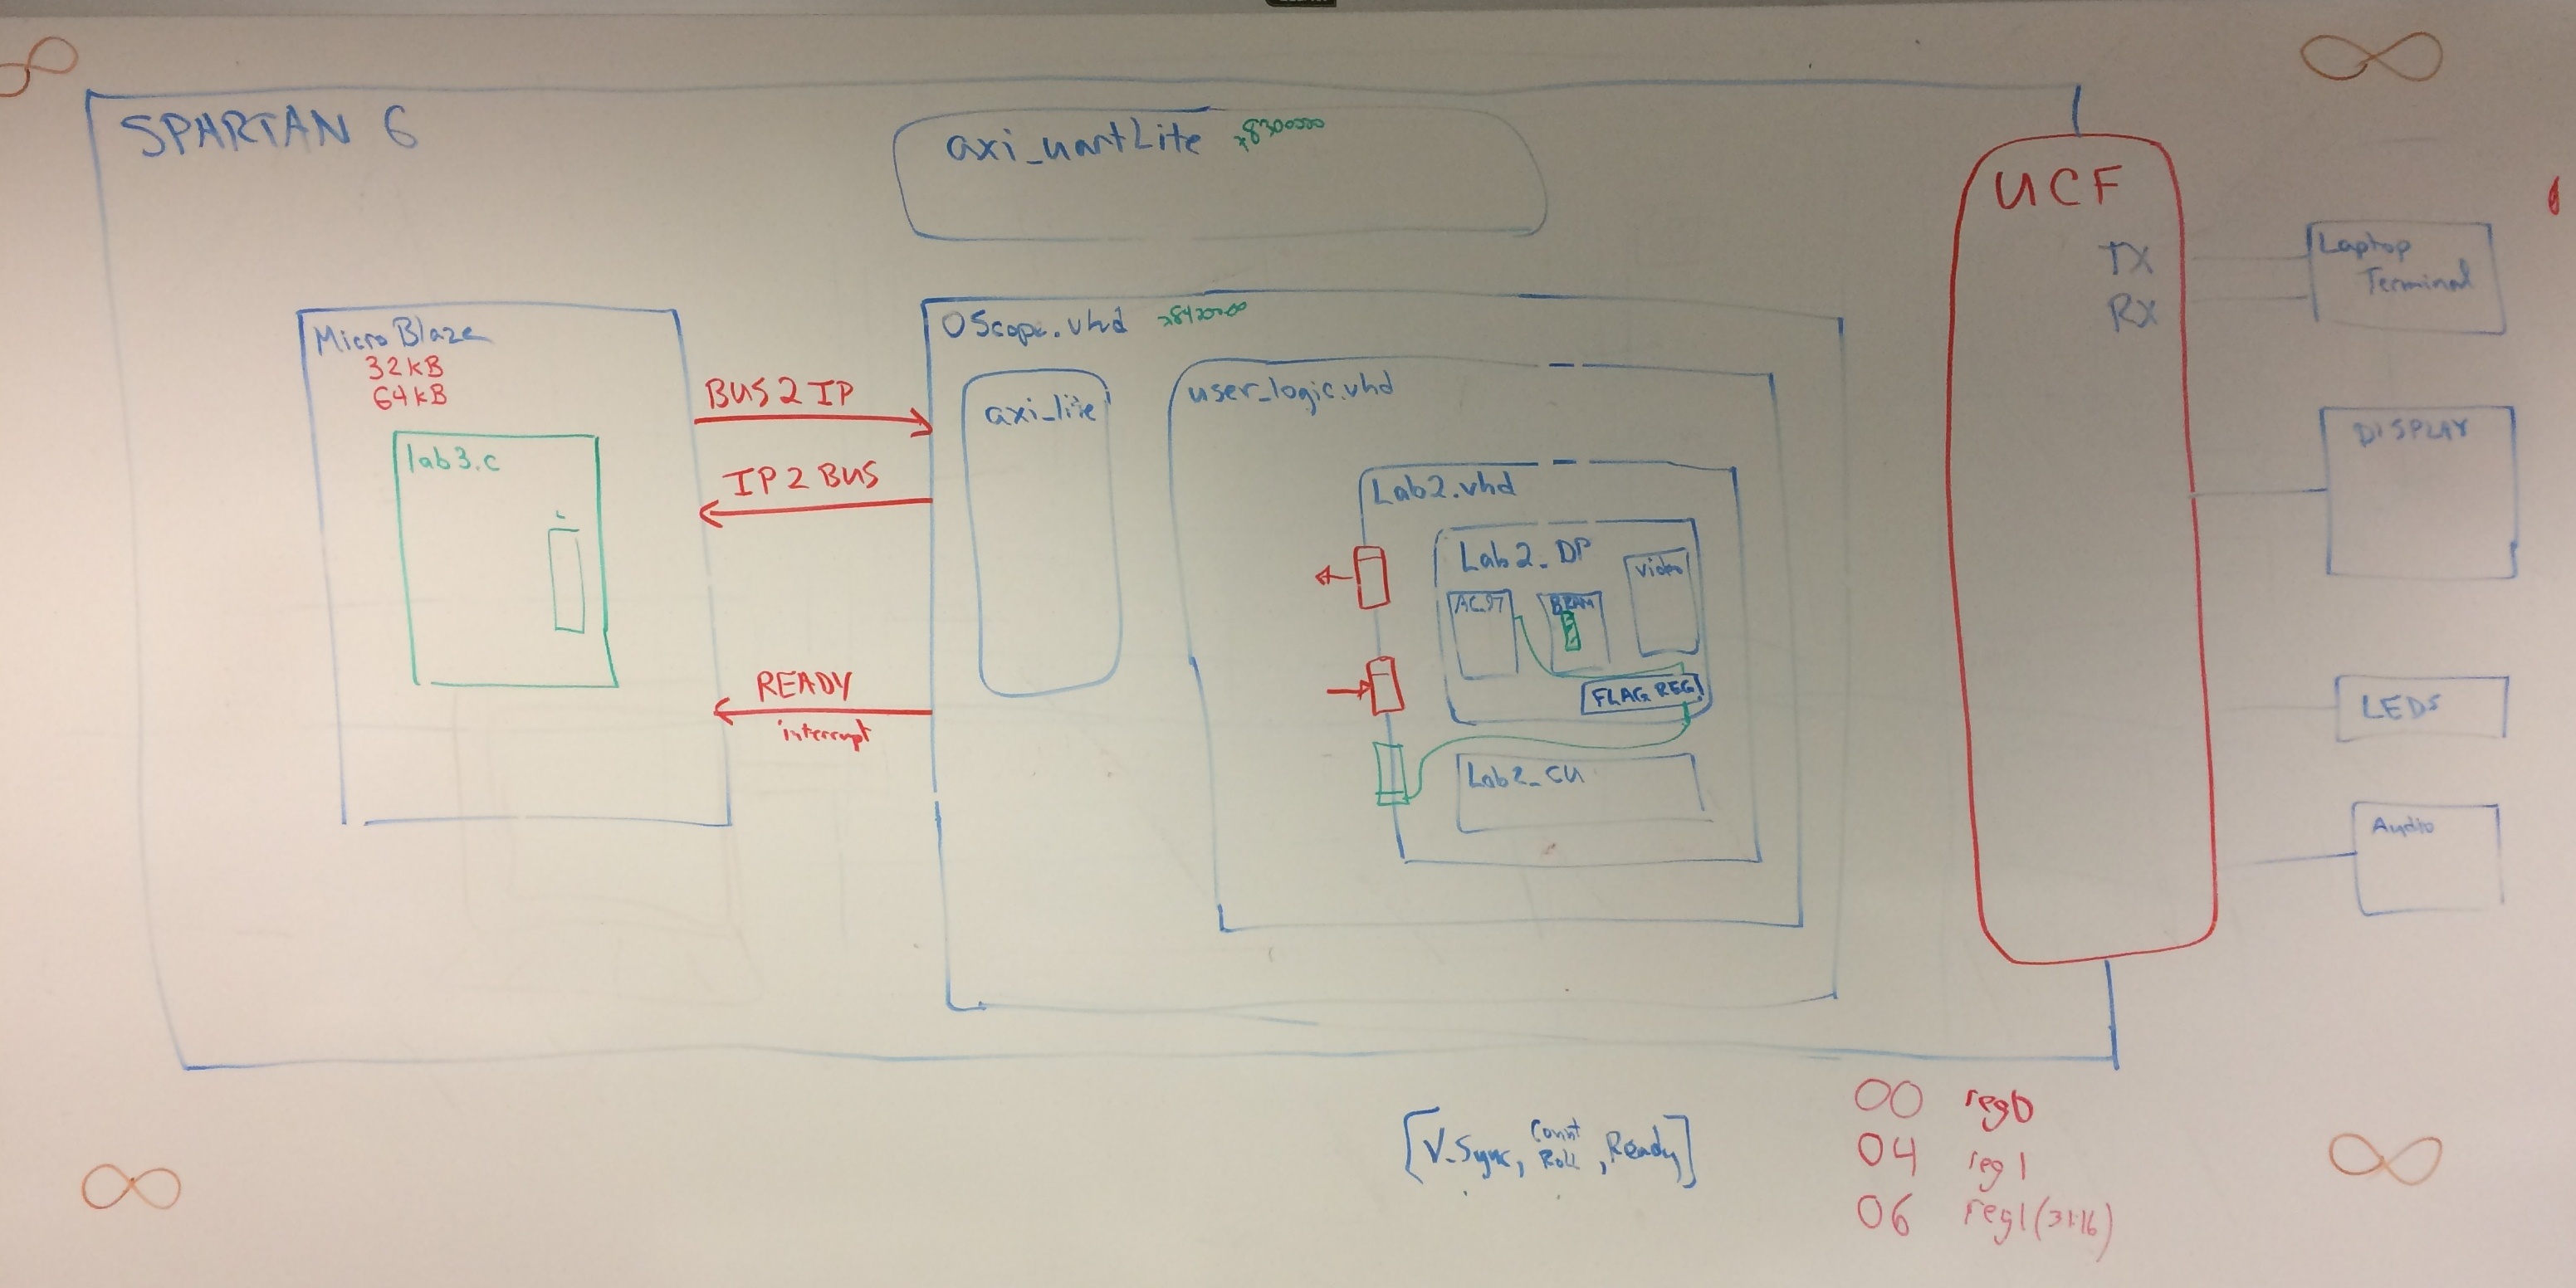 SPARTAN 6
axi_uartLite
UCF
TX
RX
Laptop
Terminal
MicroBlaze
32kB
64kB
lab3.c
BUS 2 IP
IP 2 BUS
READY
interrupt
OScope.vhd
axi_lite
user_logic.vhd
Lab2.vhd
Lab2_DP
AC97
BRAM
Video
FLAG REG
Lab2_CU
DISPLAY
LEDS
Audio
[V_Sync, Count Roll, Ready]
00 reg0
04 reg1
06 reg1(31:16)